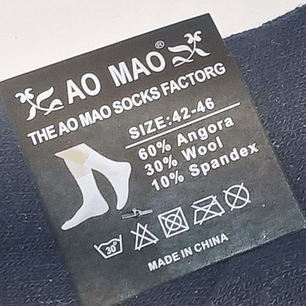 AO MAO®
THE AO MAO SOCKS FACTORG
SIZE:42-46
60% Angora
30% Wool
10% Spandex
30°
MADE IN CHINA